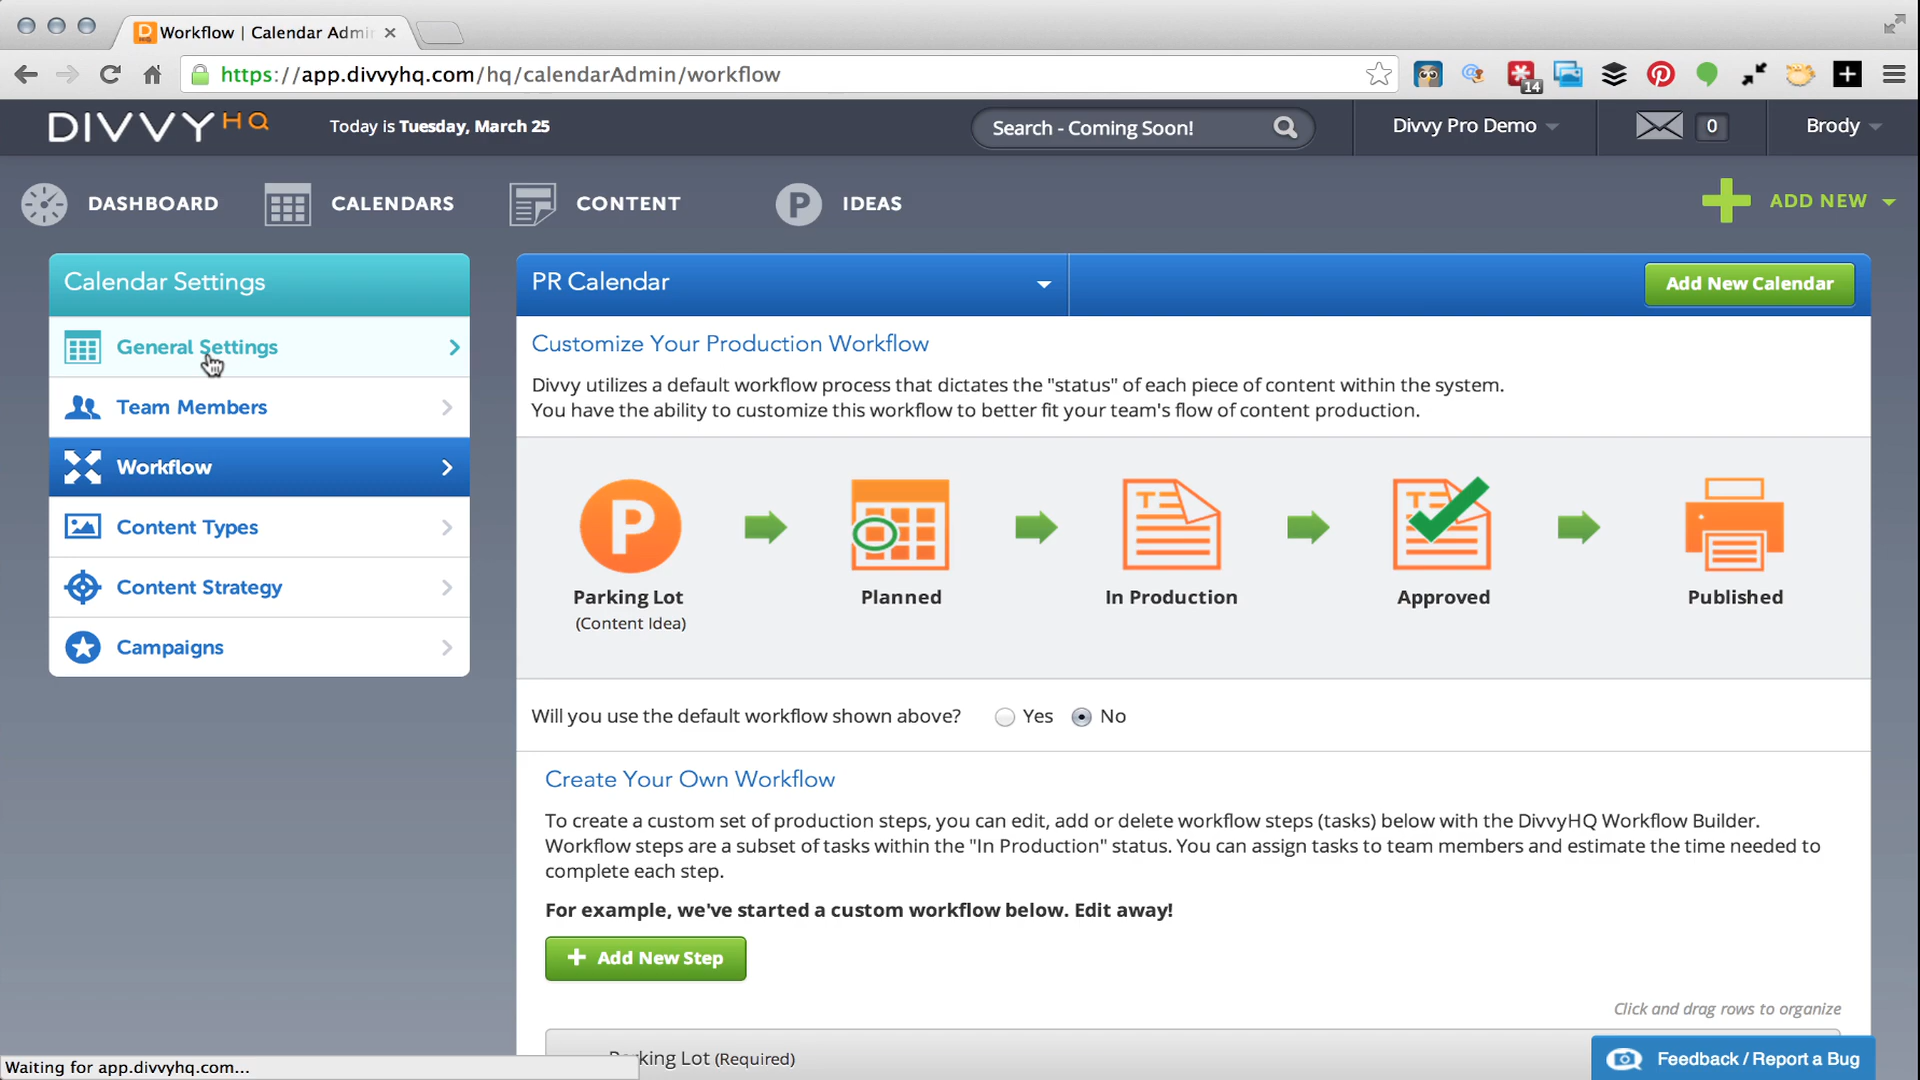 Workflow | Calendar Admi
https://app.divvyhq.com/hq/calendarAdmin/workflow
14
DIVVYHQ
Today is Tuesday, March 25
Search - Coming Soon!
Divvy Pro Demo
0
Brody
DASHBOARD
CALENDARS
CONTENT
P
IDEAS
ADD NEW
Calendar Settings
General Settings
Team Members
Workflow
Content Types
Content Strategy
Campaigns
PR Calendar
Add New Calendar
Customize Your Production Workflow
Divvy utilizes a default workflow process that dictates the "status" of each piece of content within the system.
You have the ability to customize this workflow to better fit your team's flow of content production.
P
TE
TE
Parking Lot
(Content Idea)
Planned
In Production
Approved
Published
Will you use the default workflow shown above?
Yes
No
Create Your Own Workflow
To create a custom set of production steps, you can edit, add or delete workflow steps (tasks) below with the DivvyHQ Workflow Builder.
Workflow steps are a subset of tasks within the "In Production" status. You can assign tasks to team members and estimate the time needed to
complete each step.
For example, we've started a custom workflow below. Edit away!
+ Add New Step
Click and drag rows to organize
Parking Lot (Required)
Feedback / Report a Bug
Waiting for app.divvyhq.com...